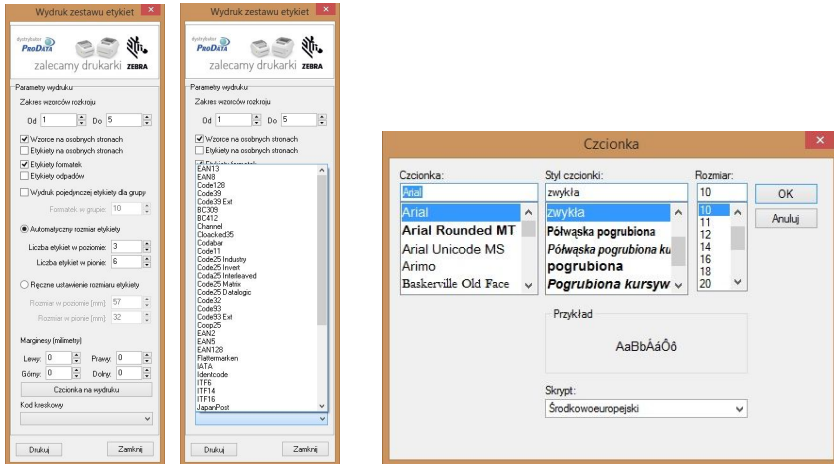 Wydruk zestawu etykiet
dystrybutor
PRODATA
zalecamy drukarki ZEBRA
Parametry wydruku
Zakres wzorców rozkroju
Od 1 Do 5
Wzorce na osobnych stronach
Etykiety na osobnych stronach
Etykiety formatek
Etykiety odpadów
Wydruk pojedynczej etykiety dla grupy
Formatek w grupie: 10
Automatyczny rozmiar etykiety
Liczba etykiet w poziomie: 3
Liczba etykiet w pionie: 6
Ręczne ustawienie rozmiaru etykiety
Rozmiar w poziomie [mm]: 57
Rozmiar w pionie [mm]: 32
Marginesy (milimetry)
Lewy: 0 Prawy: 0
Górny: 0 Dolny: 0
Czcionka na wydruku
Kod kreskowy
Drukuj Zamknij
Wydruk zestawu etykiet
dystrybutor
PRODATA
zalecamy drukarki ZEBRA
Parametry wydruku
Zakres wzorców rozkroju
Od 1 Do 5
Wzorce na osobnych stronach
Etykiety na osobnych stronach
Etykiety formatek
EAN13
EAN8
Code128
Code39
Code39 Ext
BC309
BC412
Channel
Cloacked35
Codabar
Code11
Code25 Industry
Code25 Invert
Coda25 Interleaved
Code25 Matrix
Code25 Datalogic
Code32
Code93
Code93 Ext
Coop25
EAN2
EAN5
EAN128
Flattermarken
IATA
Identcode
ITF6
ITF14
ITF16
JapanPost
Drukuj Zamknij
Czcionka
Czcionka: Styl czcionki: Rozmiar:
Arial zwykła 10
Arial zwykła 10
Arial Rounded MT Półwąska pogrubiona 11
Arial Unicode MS Półwąska pogrubiona ku 12
Arimo pogrubiona 14
Baskerville Old Face Pogrubiona kursyw 16
18
20
OK
Anuluj
Przykład
AaBbÁáÔô
Skrypt:
Środkowoeuropejski